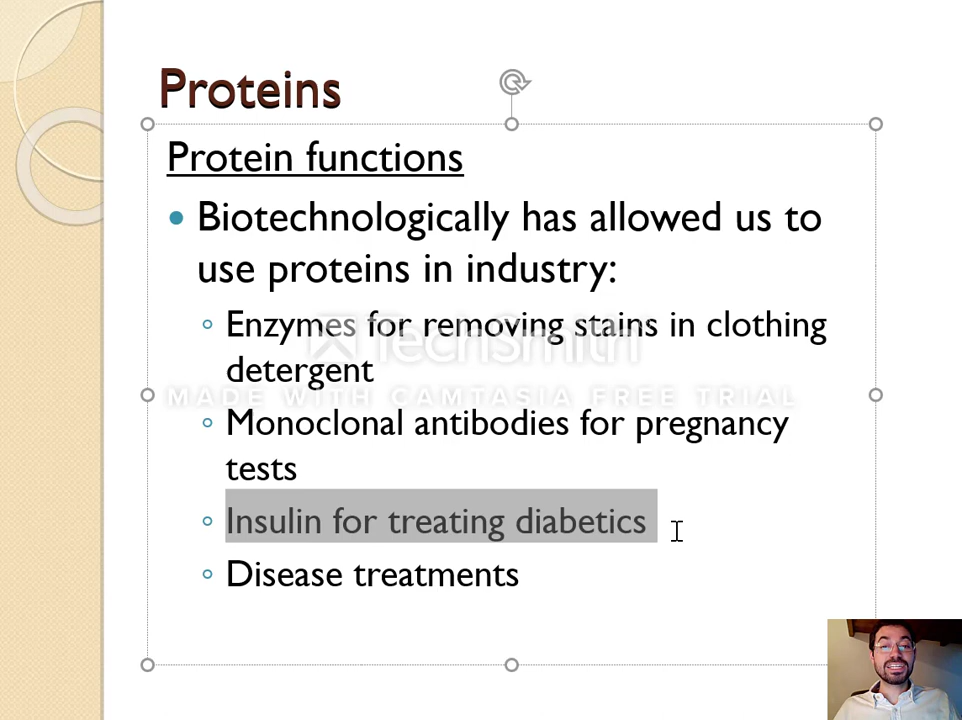 Proteins
Protein functions
Biotechnologically has allowed us to
use proteins in industry:
Enzymes for removing stains in clothing
detergent
TechSmith
MADE WITH CAMTASIA FREE TRIAL
Monoclonal antibodies for pregnancy
tests
Insulin for treating diabetics
Disease treatments